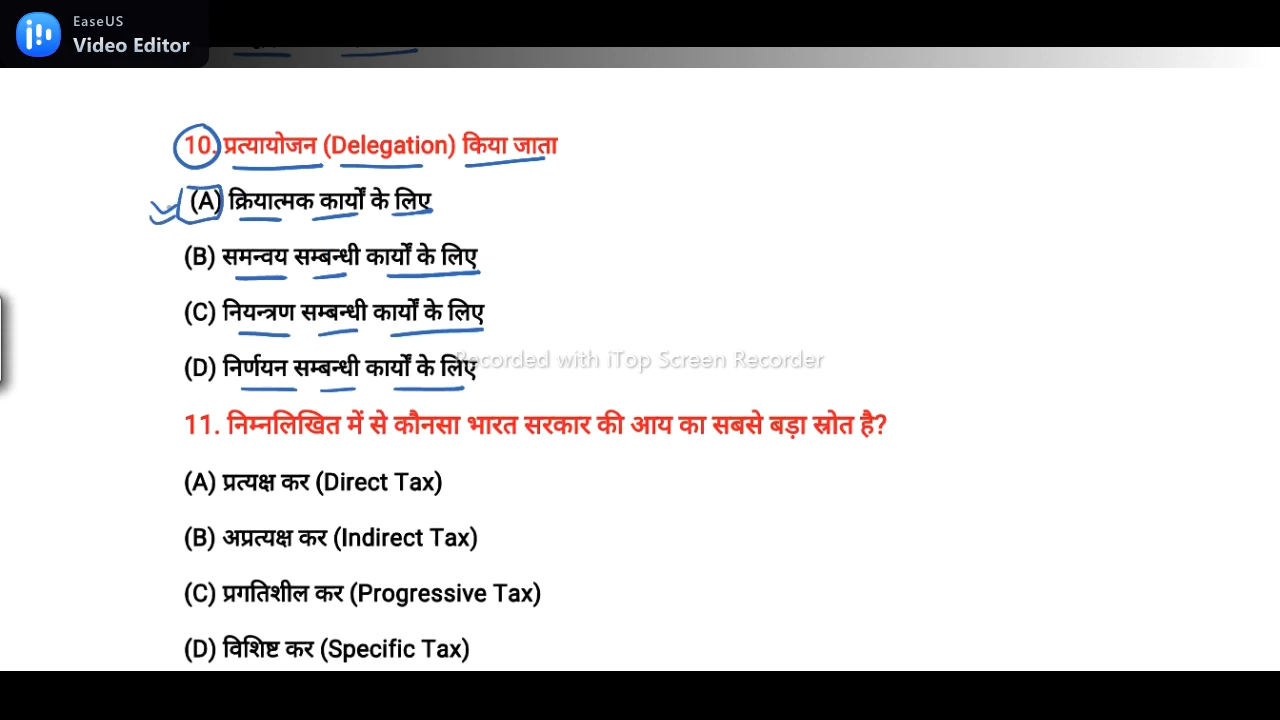 EaseUS
Video Editor
10. प्रत्यायोजन (Delegation) किया जाता
(A) क्रियात्मक कार्यों के लिए
(B) समन्वय सम्बन्धी कार्यों के लिए
(C) नियन्त्रण सम्बन्धी कार्यों के लिए
(D) निर्णयन सम्बन्धी कार्यों के लिए
Recorded with iTop Screen Recorder
11. निम्नलिखित में से कौनसा भारत सरकार की आय का सबसे बड़ा स्रोत है?
(A) प्रत्यक्ष कर (Direct Tax)
(B) अप्रत्यक्ष कर (Indirect Tax)
(C) प्रगतिशील कर (Progressive Tax)
(D) विशिष्ट कर (Specific Tax)